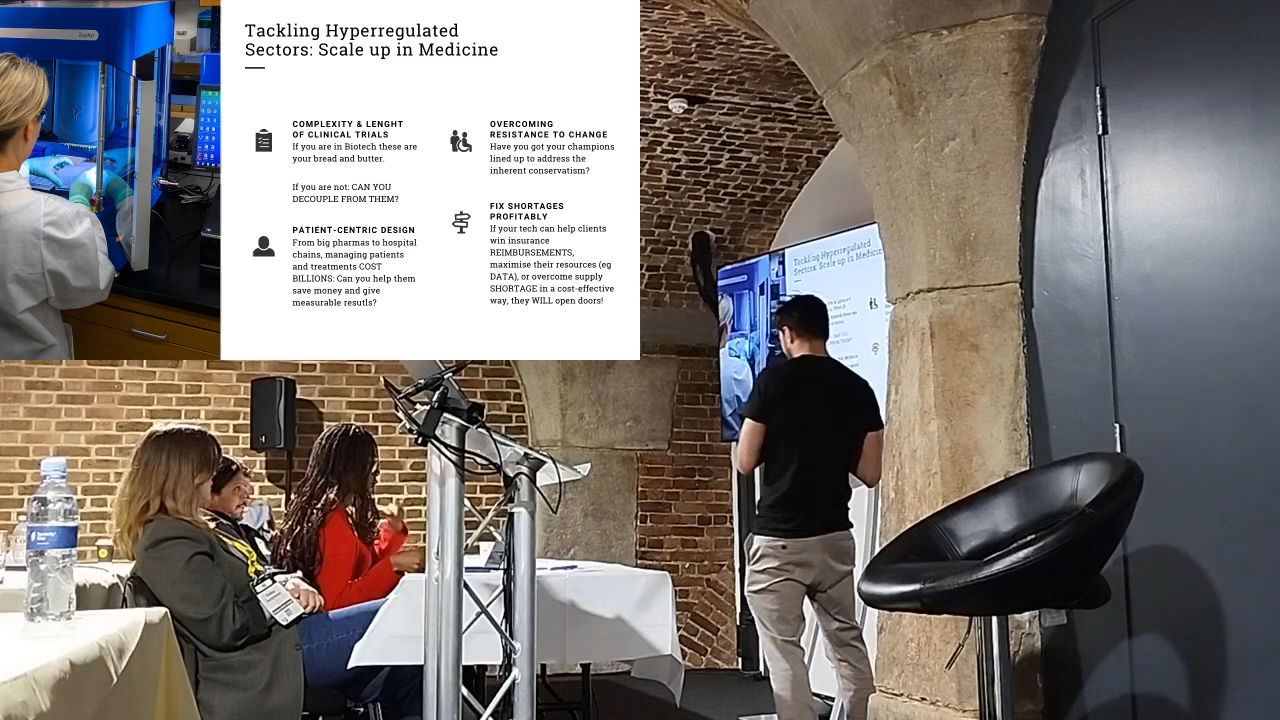 Zephyr
Tackling Hyperregulated
Sectors: Scale up in Medicine
COMPLEXITY & LENGHT
OF CLINICAL TRIALS
If you are in Biotech these are
your bread and butter.
If you are not: CAN YOU
DECOUPLE FROM THEM?
PATIENT-CENTRIC DESIGN
From big pharmas to hospital
chains, managing patients
and treatments COST
BILLIONS: Can you help them
save money and give
measurable resutls?
OVERCOMING
RESISTANCE TO CHANGE
Have you got your champions
lined up to address the
inherent conservatism?
FIX SHORTAGES
PROFITABLY
If your tech can help clients
win insurance
REIMBURSEMENTS,
maximise their resources (eg
DATA), or overcome supply
SHORTAGE in a cost-effective
way, they WILL open doors!
Tackling Hyperregulated
Sectors: Scale up in Medicin